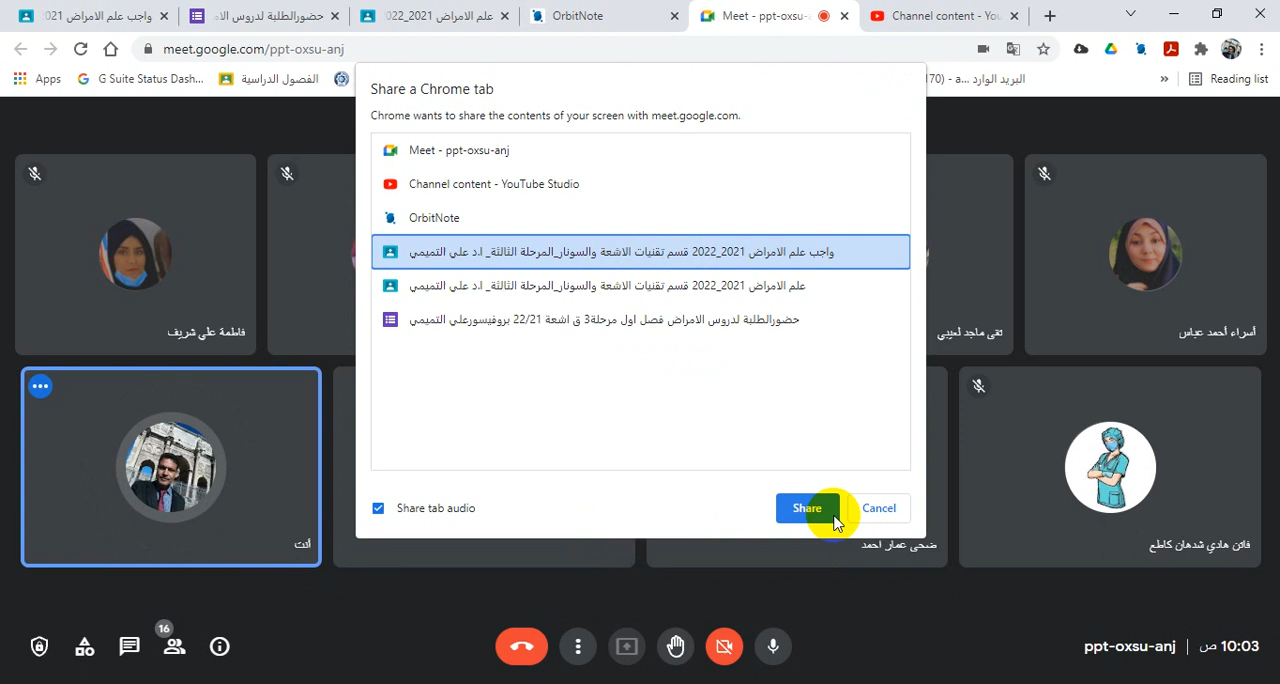 واجب علم الامراض 2021
حضورالطلبة لدروس الا
علم الامراض 2021_2022
OrbitNote
Meet - ppt-oxsu-
Channel content - YouTube
meet.google.com/ppt-oxsu-anj
Apps
G Suite Status Dash...
الفصول الدراسية
170) - a... البريد الوارد
»
Reading list
Share a Chrome tab
Chrome wants to share the contents of your screen with meet.google.com.
Meet - ppt-oxsu-anj
Channel content - YouTube Studio
OrbitNote
واجب علم الامراض 2021_2022 قسم تقنيات الاشعة والسونار_المرحلة الثالثة_ ا.د علي التميمي
علم الامراض 2021_2022 قسم تقنيات الاشعة والسونار_المرحلة الثالثة_ ا.د علي التميمي
حضورالطلبة لدروس الامراض فصل اول مرحلة3 ق اشعة 22/21 بروفيسورعلي التميمي
Share tab audio
Share
Cancel
فاطمة علي شريف
تقى ماجد لعيبي
أسراء أحمد عباس
أنت
ضحى عمار احمد
فاتن هادي شدهان كاطع
16
ppt-oxsu-anj | 10:03 ص